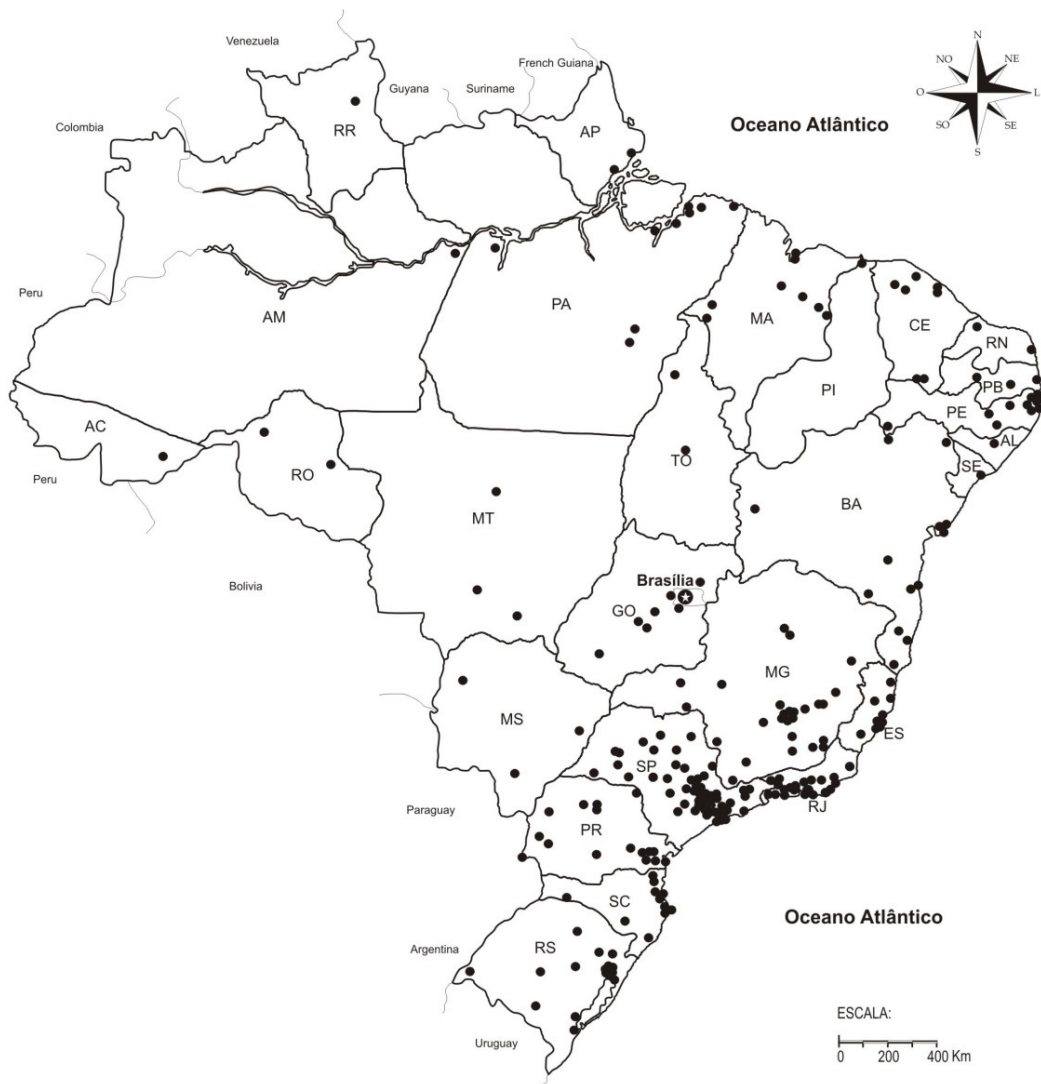 Venezuela
French Guiana
Guyana
Suriname
Colombia
Oceano Atlântico
N
NO
NE
O
L
SO
SE
S
RR
AP
Peru
AM
PA
MA
CE
RN
PB
PI
PE
AL
AC
RO
TO
SE
Peru
MT
BA
Bolivia
Brasília
GO
MG
MS
ES
SP
RJ
Paraguay
PR
SC
Oceano Atlântico
Argentina
RS
Uruguay
ESCALA:
0 200 400 Km